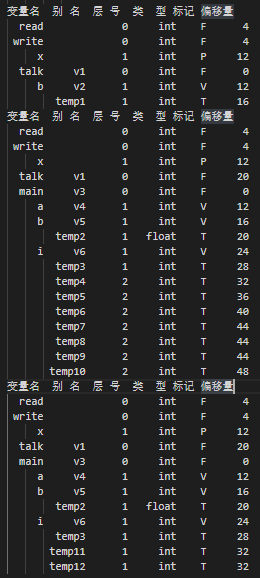 变量名 别 名 层 号 类 型 标记 偏移量
read 0 int F 4
write 0 int F 4
x 1 int P 12
talk v1 0 int F 0
b v2 1 int V 12
temp1 1 int T 16
变量名 别 名 层 号 类 型 标记 偏移量
read 0 int F 4
write 0 int F 4
x 1 int P 12
talk v1 0 int F 20
main v3 0 int F 0
a v4 1 int V 12
b v5 1 int V 16
temp2 1 float T 20
i v6 1 int V 24
temp3 1 int T 28
temp4 2 int T 32
temp5 2 int T 36
temp6 2 int T 40
temp7 2 int T 44
temp8 2 int T 44
temp9 2 int T 44
temp10 2 int T 48
变量名 别 名 层 号 类 型 标记 偏移量
read 0 int F 4
write 0 int F 4
x 1 int P 12
talk v1 0 int F 20
main v3 0 int F 0
a v4 1 int V 12
b v5 1 int V 16
temp2 1 float T 20
i v6 1 int V 24
temp3 1 int T 28
temp11 1 int T 32
temp12 1 int T 32